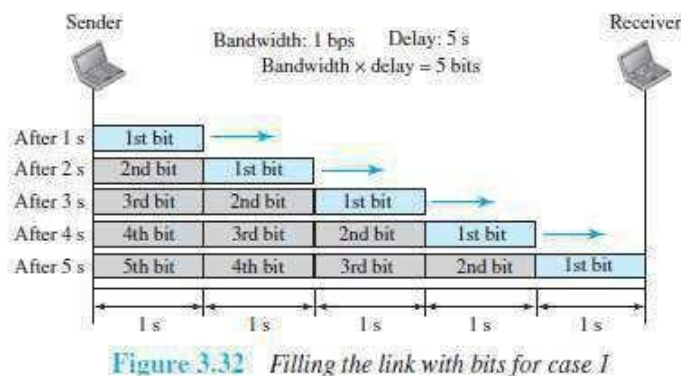 Sender Receiver
Bandwidth: 1 bps Delay: 5 s
Bandwidth × delay = 5 bits
After 1 s 1st bit
After 2 s 2nd bit 1st bit
After 3 s 3rd bit 2nd bit 1st bit
After 4 s 4th bit 3rd bit 2nd bit 1st bit
After 5 s 5th bit 4th bit 3rd bit 2nd bit 1st bit
1 s 1 s 1 s 1 s 1 s
Figure 3.32 Filling the link with bits for case 1